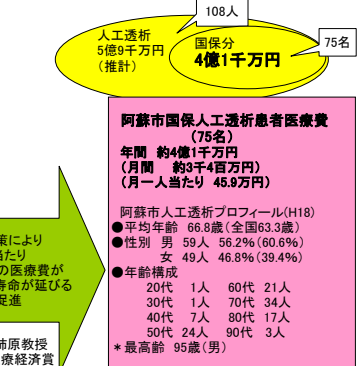 108人
人工透析
5億9千万円
(推計)
国保分
4億1千万円
75名
阿蘇市国保人工透析患者医療費
(75名)
年間 約4億1千万円
(月間 約3千4百万円)
(月一人当たり 45.9万円)
阿蘇市人工透析プロフィール(H18)
●平均年齢 66.8歳(全国63.3歳)
●性別 男 59人 56.2%(60.6%)
女 49人 46.8%(39.4%)
●年齢構成
20代 1人 60代 21人
30代 1人 70代 34人
40代 7人 80代 17人
50代 24人 90代 3人
*最高齢 95歳(男)
策により
当たり
の医療費が
寿命が延びる
促進
柿原教授
療経済賞